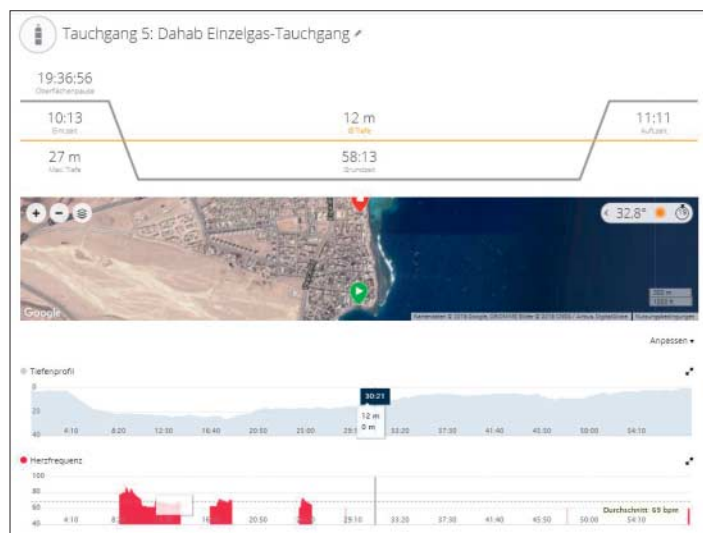 Tauchgang 5: Dahab Einzelgas-Tauchgang
19:36:56
Oberflächenpause
10:13
12 m
11:11
Ø Tiefe
27 m
58:13
Max. Tiefe
Grundzeit
32.8°
Google
Anpassen
Tiefenprofil
0
20
40
30:21
12 m
0 m
4:10 8:20 12:30 16:40 20:50 25:00 33:20 37:30 41:40 45:50 50:00 54:10
Herzfrequenz
100
80
60
40
Durchschnitt: 69 bpm
4:10 16:40 20:50 29:10 33:20 37:30 41:40 45:50 50:00 54:10